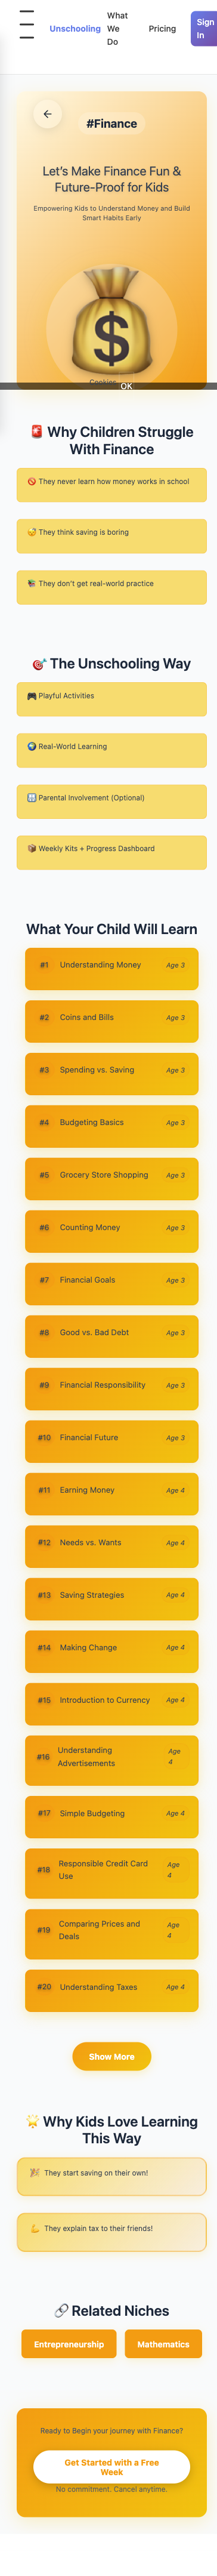 Unschooling
What
We
Do
Pricing
Sign
In
#Finance
Let's Make Finance Fun &
Future-Proof for Kids
Empowering Kids to Understand Money and Build
Smart Habits Early
Cookies
OK
Why Children Struggle
With Finance
They never learn how money works in school
They think saving is boring
They don't get real-world practice
The Unschooling Way
Playful Activities
Real-World Learning
Parental Involvement (Optional)
Weekly Kits + Progress Dashboard
What Your Child Will Learn
#1 Understanding Money Age 3
#2 Coins and Bills Age 3
#3 Spending vs. Saving Age 3
#4 Budgeting Basics Age 3
#5 Grocery Store Shopping Age 3
#6 Counting Money Age 3
#7 Financial Goals Age 3
#8 Good vs. Bad Debt Age 3
#9 Financial Responsibility Age 3
#10 Financial Future Age 3
#11 Earning Money Age 4
#12 Needs vs. Wants Age 4
#13 Saving Strategies Age 4
#14 Making Change Age 4
#15 Introduction to Currency Age 4
#16 Understanding
Advertisements
Age
4
#17 Simple Budgeting Age 4
#18 Responsible Credit Card
Use
Age
4
#19 Comparing Prices and
Deals
Age
4
#20 Understanding Taxes Age 4
Show More
Why Kids Love Learning
This Way
They start saving on their own!
They explain tax to their friends!
Related Niches
Entrepreneurship
Mathematics
Ready to Begin your journey with Finance?
Get Started with a Free
Week
No commitment. Cancel anytime.